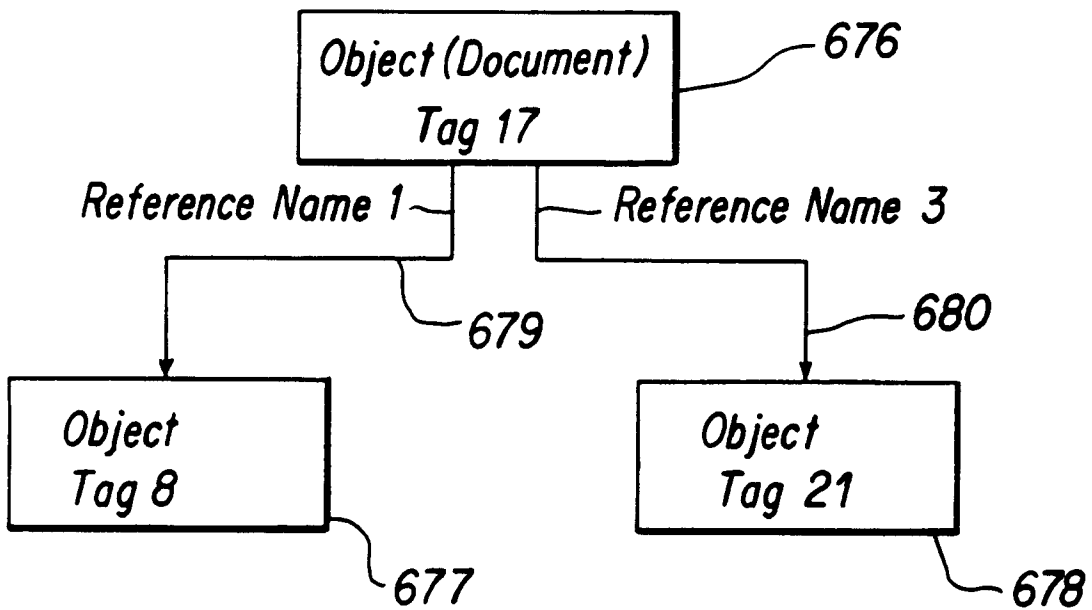 Object (Document)
Tag 17
676
Reference Name 1
Reference Name 3
679
680
Object
Tag 8
677
Object
Tag 21
678